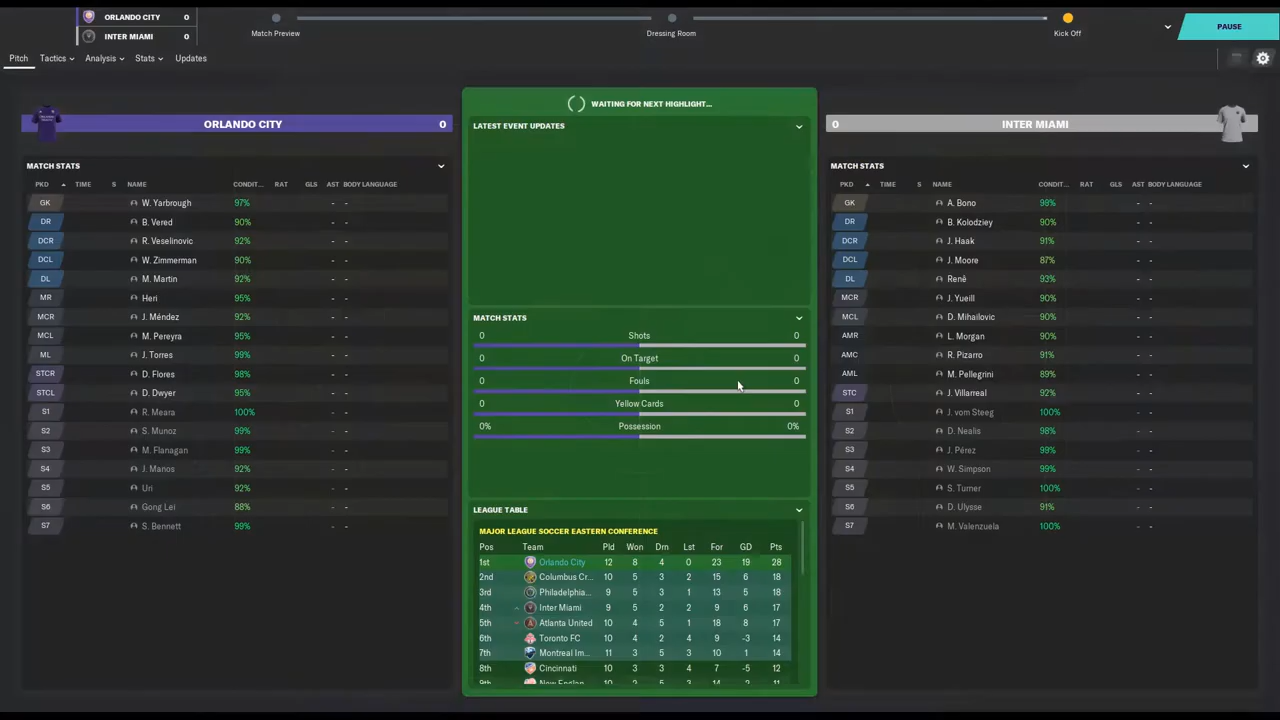 ORLANDO CITY 0
INTER MIAMI 0
Match Preview
Dressing Room
Kick Off
PAUSE
Pitch Tactics Analysis Stats Updates
ORLANDO CITY 0
MATCH STATS
PKD TIME S NAME CONDIT... RAT GLS AST BODY LANGUAGE
GK W. Yarbrough 97% - -
DR B. Vered 90% - -
DCR R. Veselinovic 92% - -
DCL W. Zimmerman 90% - -
DL M. Martin 92% - -
MR Heri 95% - -
MCR J. Méndez 92% - -
MCL M. Pereyra 95% - -
ML J. Torres 99% - -
STCR D. Flores 98% - -
STCL D. Dwyer 95% - -
S1 R. Meara 100% - -
S2 S. Munoz 99% - -
S3 M. Flanagan 99% - -
S4 J. Manos 92% - -
S5 Uri 92% - -
S6 Gong Lei 88% - -
S7 S. Bennett 99% - -
WAITING FOR NEXT HIGHLIGHT...
LATEST EVENT UPDATES
MATCH STATS
0 Shots 0
0 On Target 0
0 Fouls 0
0 Yellow Cards 0
0% Possession 0%
LEAGUE TABLE
MAJOR LEAGUE SOCCER EASTERN CONFERENCE
Pos Team Pld Won Drn Lst For GD Pts
1st Orlando City 12 8 4 0 23 19 28
2nd Columbus Cr... 10 5 3 2 15 6 18
3rd Philadelphia... 9 5 3 1 13 5 18
4th Inter Miami 9 5 2 2 9 6 17
5th Atlanta United 10 4 5 1 18 8 17
6th Toronto FC 10 4 2 4 9 -3 14
7th Montreal Im... 11 3 5 3 10 1 14
8th Cincinnati 10 3 3 4 7 -5 12
9th New Englan... 10 2 5 3 14 -2 11
0 INTER MIAMI
MATCH STATS
PKD TIME S NAME CONDIT... RAT GLS AST BODY LANGUAGE
GK A. Bono 98% - -
DR B. Kolodziey 90% - -
DCR J. Haak 91% - -
DCL J. Moore 87% - -
DL Renê 93% - -
MCR J. Yueill 90% - -
MCL D. Mihailovic 90% - -
AMR L. Morgan 90% - -
AMC R. Pizarro 91% - -
AML M. Pellegrini 89% - -
STC J. Villarreal 92% - -
S1 J. vom Steeg 100% - -
S2 D. Nealis 98% - -
S3 J. Pérez 99% - -
S4 W. Simpson 99% - -
S5 S. Turner 100% - -
S6 D. Ulysse 91% - -
S7 M. Valenzuela 100% - -